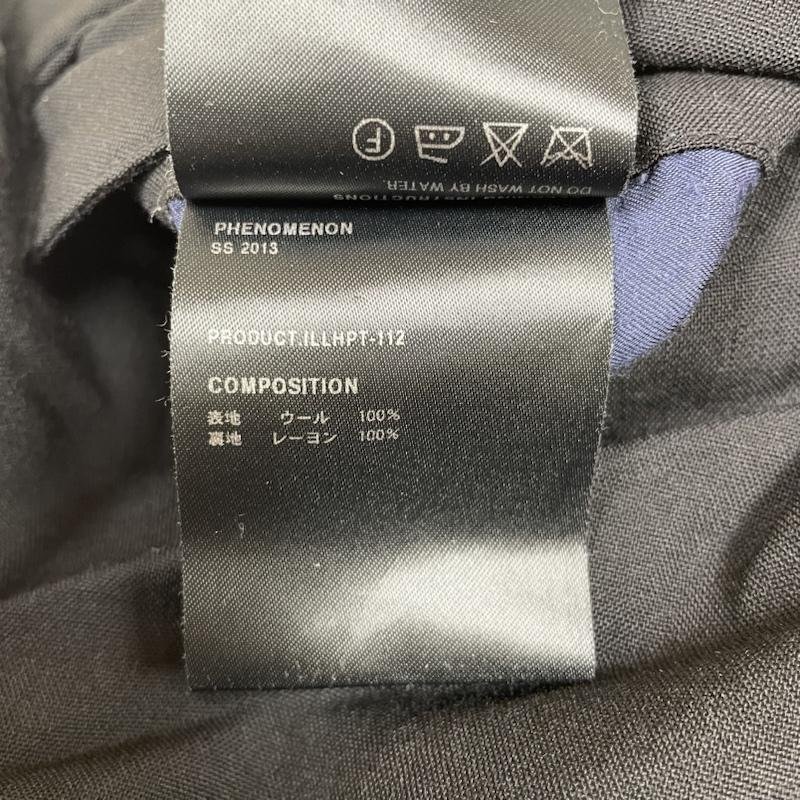 DO NOT WASH BY WATER.
INSTRUCTIONS
PHENOMENON
SS 2013
PRODUCT.ILLHPT-112
COMPOSITION
表地 ウール 100%
裏地 レーヨン 100%
F